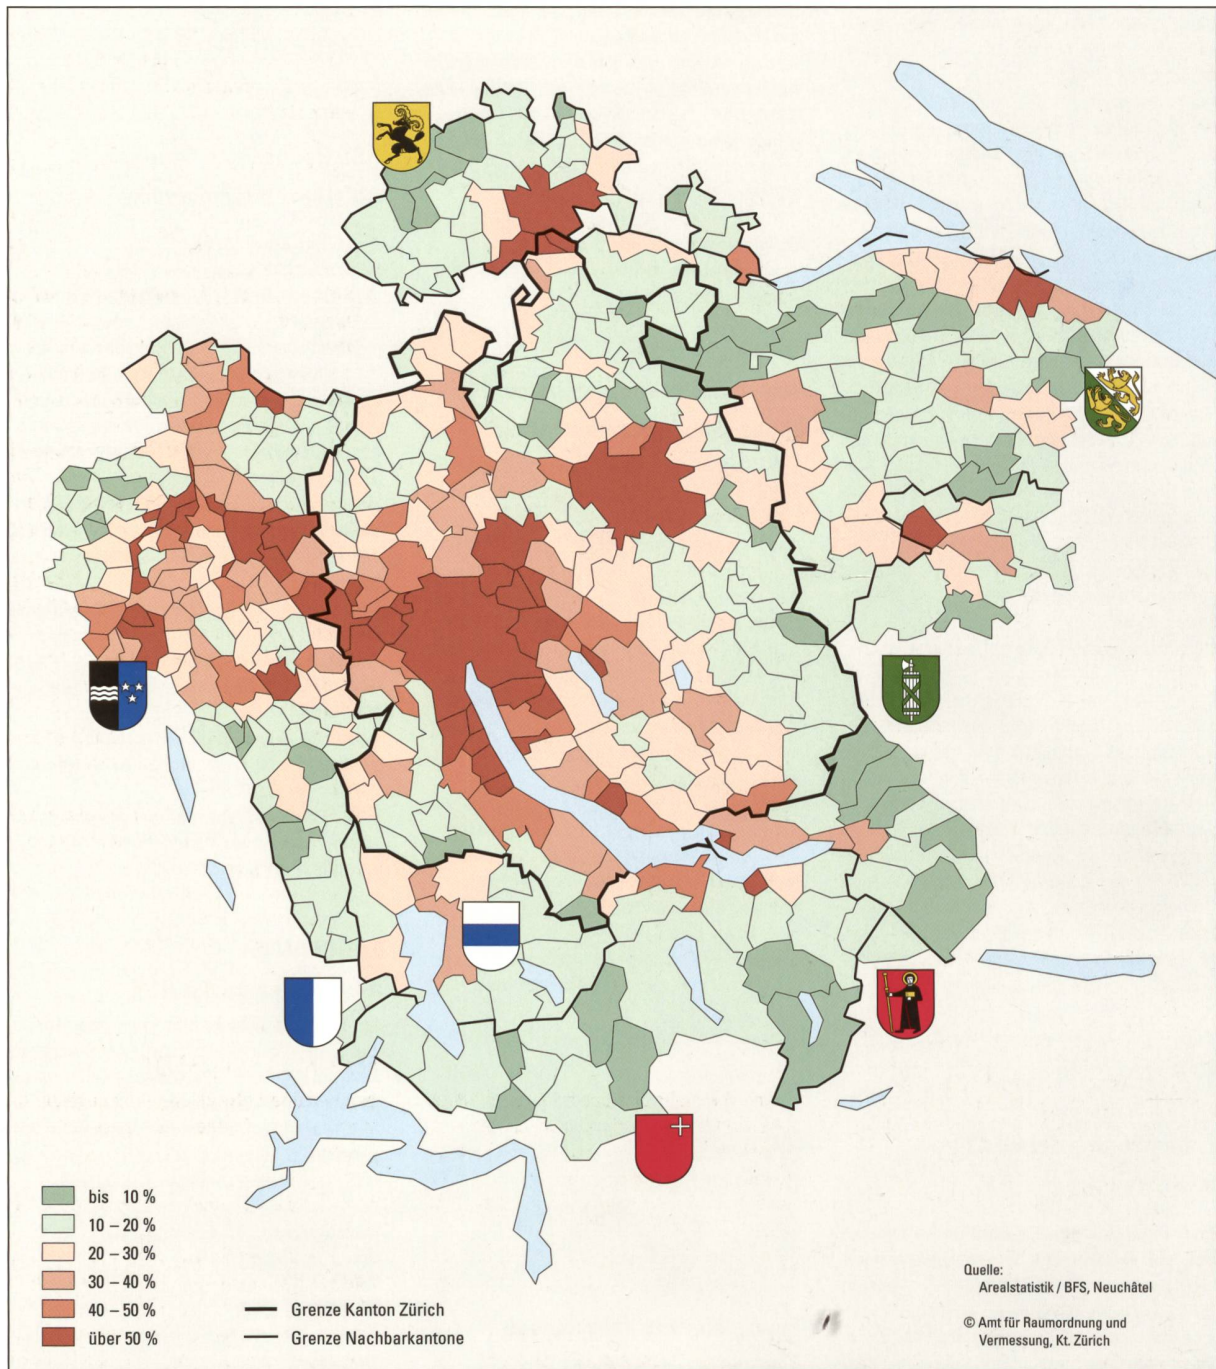 bis 10 %
10 – 20 %
20 – 30 %
30 – 40 %
40 – 50 %
über 50 %
Grenze Kanton Zürich
Grenze Nachbarkantone
Quelle:
Arealstatistik / BFS, Neuchâtel
© Amt für Raumordnung und
Vermessung, Kt. Zürich